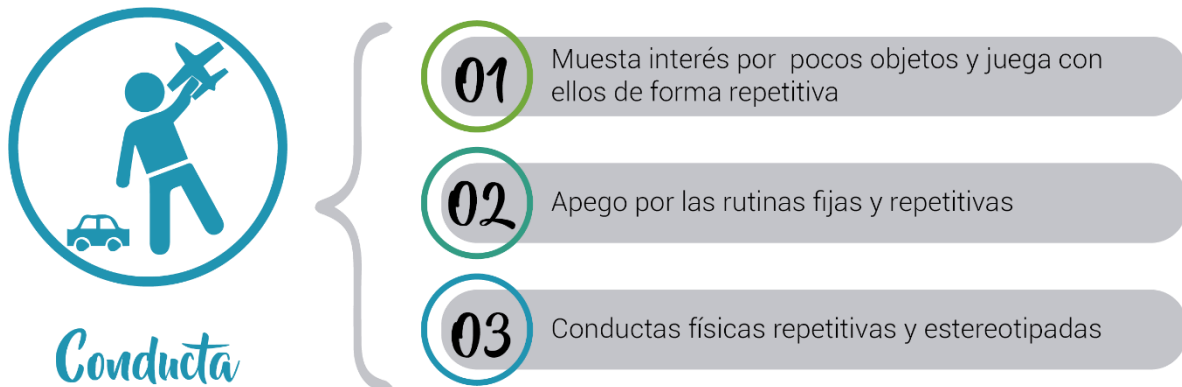 01
Muesta interés por pocos objetos y juega con
ellos de forma repetitiva
02
Apego por las rutinas fijas y repetitivas
03
Conductas físicas repetitivas y estereotipadas
Conducta